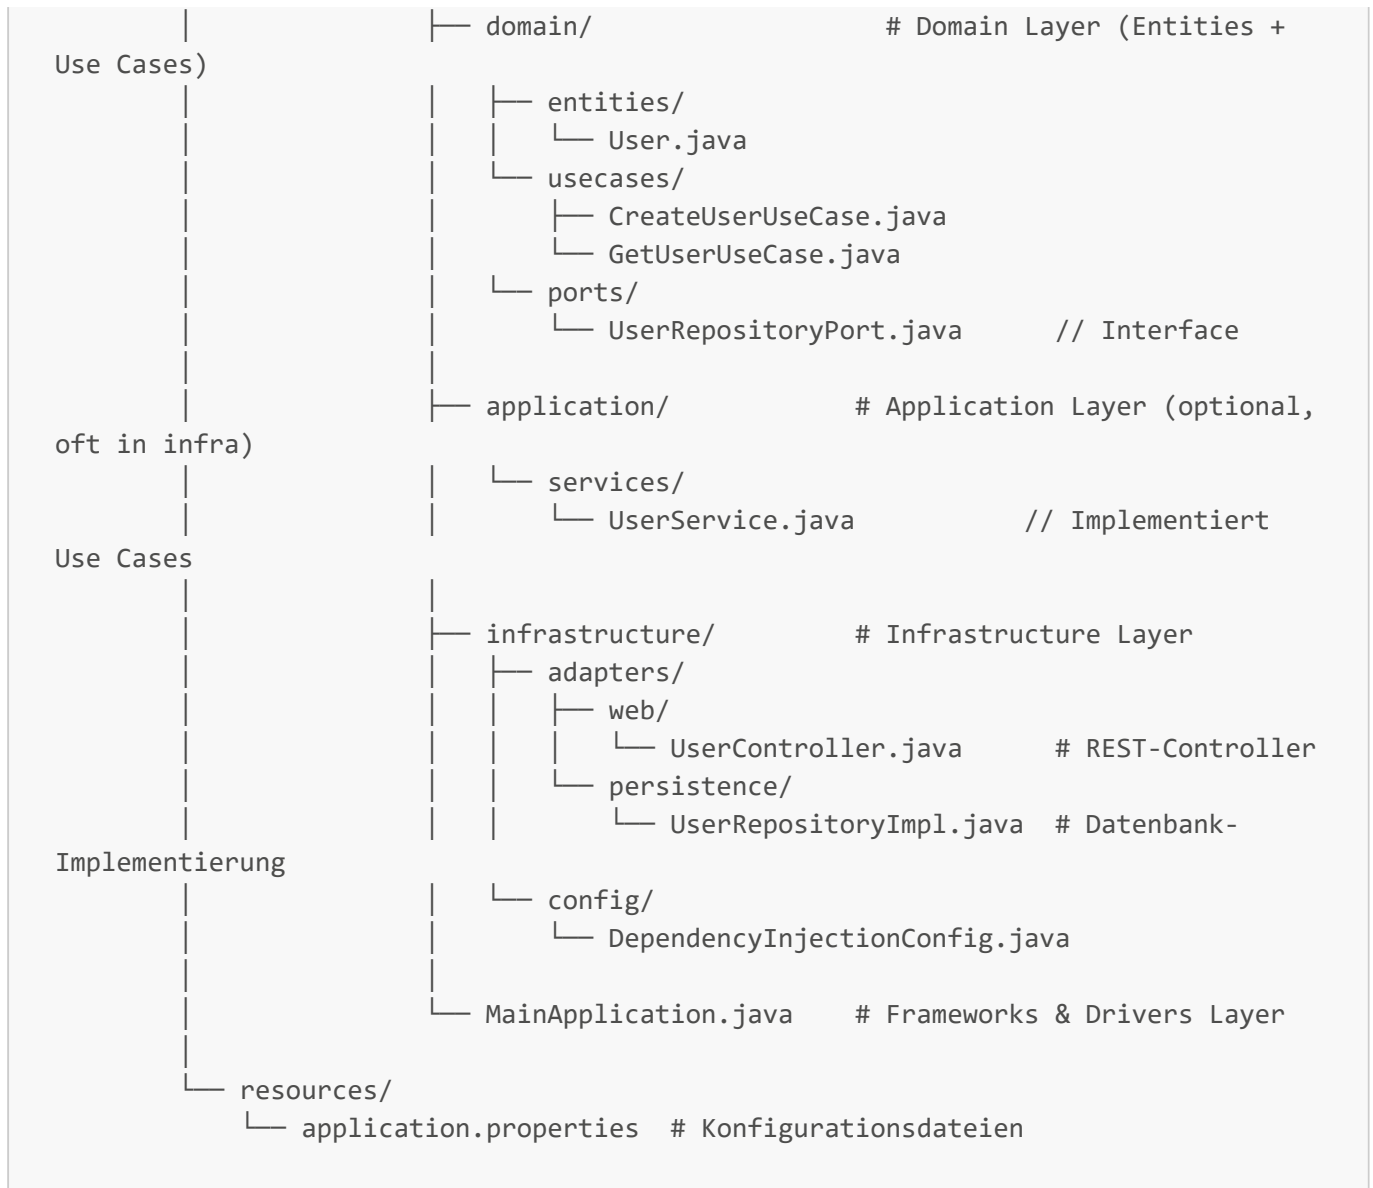 │               ├── domain/                   # Domain Layer (Entities +
Use Cases)
│               │   ├── entities/
│               │   │   └── User.java
│               │   └── usecases/
│               │       ├── CreateUserUseCase.java
│               │       └── GetUserUseCase.java
│               │   └── ports/
│               │       └── UserRepositoryPort.java      // Interface
│               │
│               ├── application/            # Application Layer (optional,
oft in infra)
│               │   └── services/
│               │       └── UserService.java           // Implementiert
Use Cases
│               │
│               ├── infrastructure/         # Infrastructure Layer
│               │   ├── adapters/
│               │   │   ├── web/
│               │   │   │   └── UserController.java      # REST-Controller
│               │   │   └── persistence/
│               │   │       └── UserRepositoryImpl.java  # Datenbank-
Implementierung
│               │   └── config/
│               │       └── DependencyInjectionConfig.java
│               │
│               └── MainApplication.java    # Frameworks & Drivers Layer
│
└── resources/
    └── application.properties  # Konfigurationsdateien